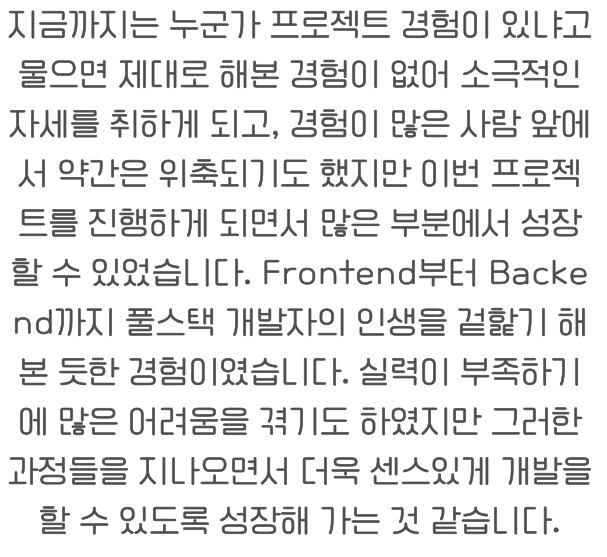 지금까지는 누군가 프로젝트 경험이 있냐고
물으면 제대로 해본 경험이 없어 소극적인
자세를 취하게 되고, 경험이 많은 사람 앞에
서 약간은 위축되기도 했지만 이번 프로젝
트를 진행하게 되면서 많은 부분에서 성장
할 수 있었습니다. Frontend부터 Backe
nd까지 풀스택 개발자의 인생을 겉핥기 해
본 듯한 경험이였습니다. 실력이 부족하기
에 많은 어려움을 겪기도 하였지만 그러한
과정들을 지나오면서 더욱 센스있게 개발을
할 수 있도록 성장해 가는 것 같습니다.